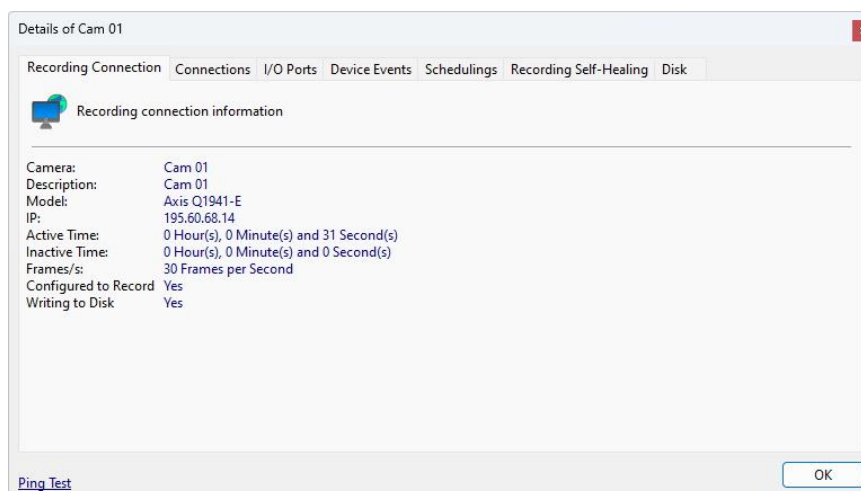 Details of Cam 01
Recording Connection Connections I/O Ports Device Events Schedulings Recording Self-Healing Disk
Recording connection information
Camera: Cam 01
Description: Cam 01
Model: Axis Q1941-E
IP: 195.60.68.14
Active Time: 0 Hour(s), 0 Minute(s) and 31 Second(s)
Inactive Time: 0 Hour(s), 0 Minute(s) and 0 Second(s)
Frames/s: 30 Frames per Second
Configured to Record Yes
Writing to Disk Yes
Ping Test OK